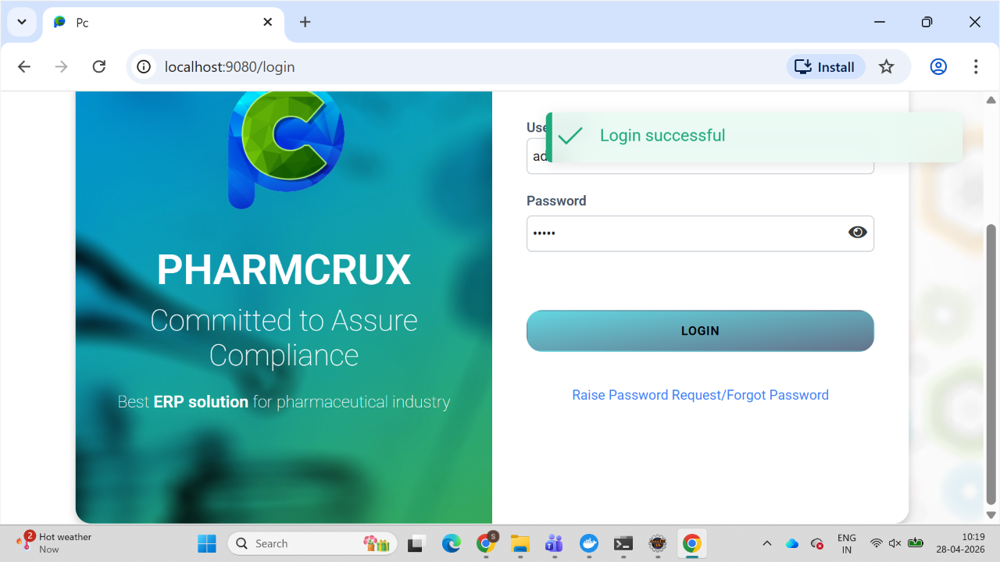 Pc
localhost:9080/login
Install
Use
Login successful
ad
Password
•••••
PHARMCRUX
Committed to Assure
Compliance
Best ERP solution for pharmaceutical industry
LOGIN
Raise Password Request/Forgot Password
2
Hot weather
Now
Search
S
ENG
IN
10:19
28-04-2026